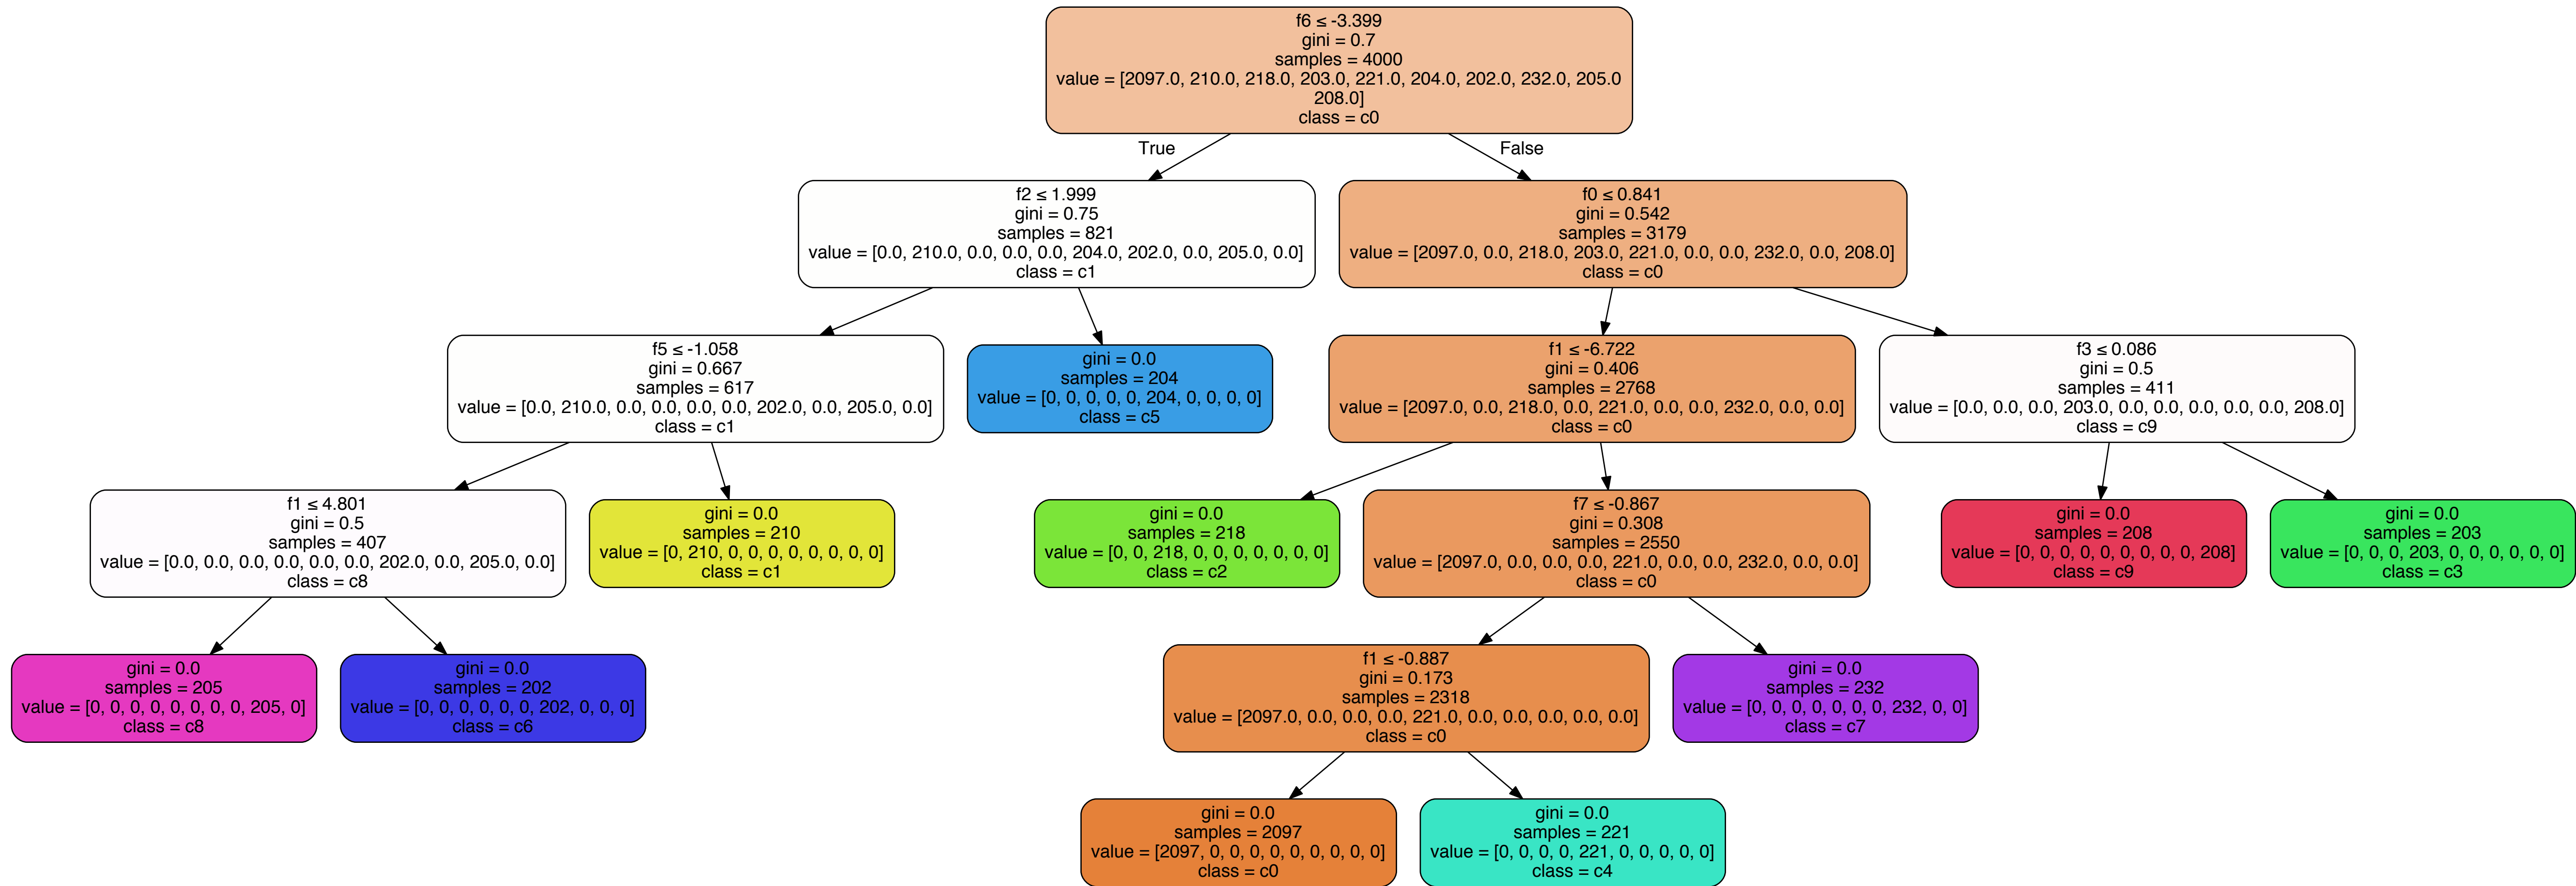 f6 ≤ -3.399
gini = 0.7
samples = 4000
value = [2097.0, 210.0, 218.0, 203.0, 221.0, 204.0, 202.0, 232.0, 205.0
208.0]
class = c0
True
False
f2 ≤ 1.999
gini = 0.75
samples = 821
value = [0.0, 210.0, 0.0, 0.0, 0.0, 204.0, 202.0, 0.0, 205.0, 0.0]
class = c1
f0 ≤ 0.841
gini = 0.542
samples = 3179
value = [2097.0, 0.0, 218.0, 203.0, 221.0, 0.0, 0.0, 232.0, 0.0, 208.0]
class = c0
f5 ≤ -1.058
gini = 0.667
samples = 617
value = [0.0, 210.0, 0.0, 0.0, 0.0, 0.0, 202.0, 0.0, 205.0, 0.0]
class = c1
gini = 0.0
samples = 204
value = [0, 0, 0, 0, 0, 204, 0, 0, 0, 0]
class = c5
f1 ≤ -6.722
gini = 0.406
samples = 2768
value = [2097.0, 0.0, 218.0, 0.0, 221.0, 0.0, 0.0, 232.0, 0.0, 0.0]
class = c0
f3 ≤ 0.086
gini = 0.5
samples = 411
value = [0.0, 0.0, 0.0, 203.0, 0.0, 0.0, 0.0, 0.0, 0.0, 208.0]
class = c9
f1 ≤ 4.801
gini = 0.5
samples = 407
value = [0.0, 0.0, 0.0, 0.0, 0.0, 0.0, 202.0, 0.0, 205.0, 0.0]
class = c8
gini = 0.0
samples = 210
value = [0, 210, 0, 0, 0, 0, 0, 0, 0, 0]
class = c1
gini = 0.0
samples = 218
value = [0, 0, 218, 0, 0, 0, 0, 0, 0, 0]
class = c2
f7 ≤ -0.867
gini = 0.308
samples = 2550
value = [2097.0, 0.0, 0.0, 0.0, 221.0, 0.0, 0.0, 232.0, 0.0, 0.0]
class = c0
gini = 0.0
samples = 208
value = [0, 0, 0, 0, 0, 0, 0, 0, 0, 208]
class = c9
gini = 0.0
samples = 203
value = [0, 0, 0, 203, 0, 0, 0, 0, 0, 0]
class = c3
gini = 0.0
samples = 205
value = [0, 0, 0, 0, 0, 0, 0, 0, 205, 0]
class = c8
gini = 0.0
samples = 202
value = [0, 0, 0, 0, 0, 0, 202, 0, 0, 0]
class = c6
f1 ≤ -0.887
gini = 0.173
samples = 2318
value = [2097.0, 0.0, 0.0, 0.0, 221.0, 0.0, 0.0, 0.0, 0.0, 0.0]
class = c0
gini = 0.0
samples = 232
value = [0, 0, 0, 0, 0, 0, 0, 232, 0, 0]
class = c7
gini = 0.0
samples = 2097
value = [2097, 0, 0, 0, 0, 0, 0, 0, 0, 0]
class = c0
gini = 0.0
samples = 221
value = [0, 0, 0, 0, 221, 0, 0, 0, 0, 0]
class = c4